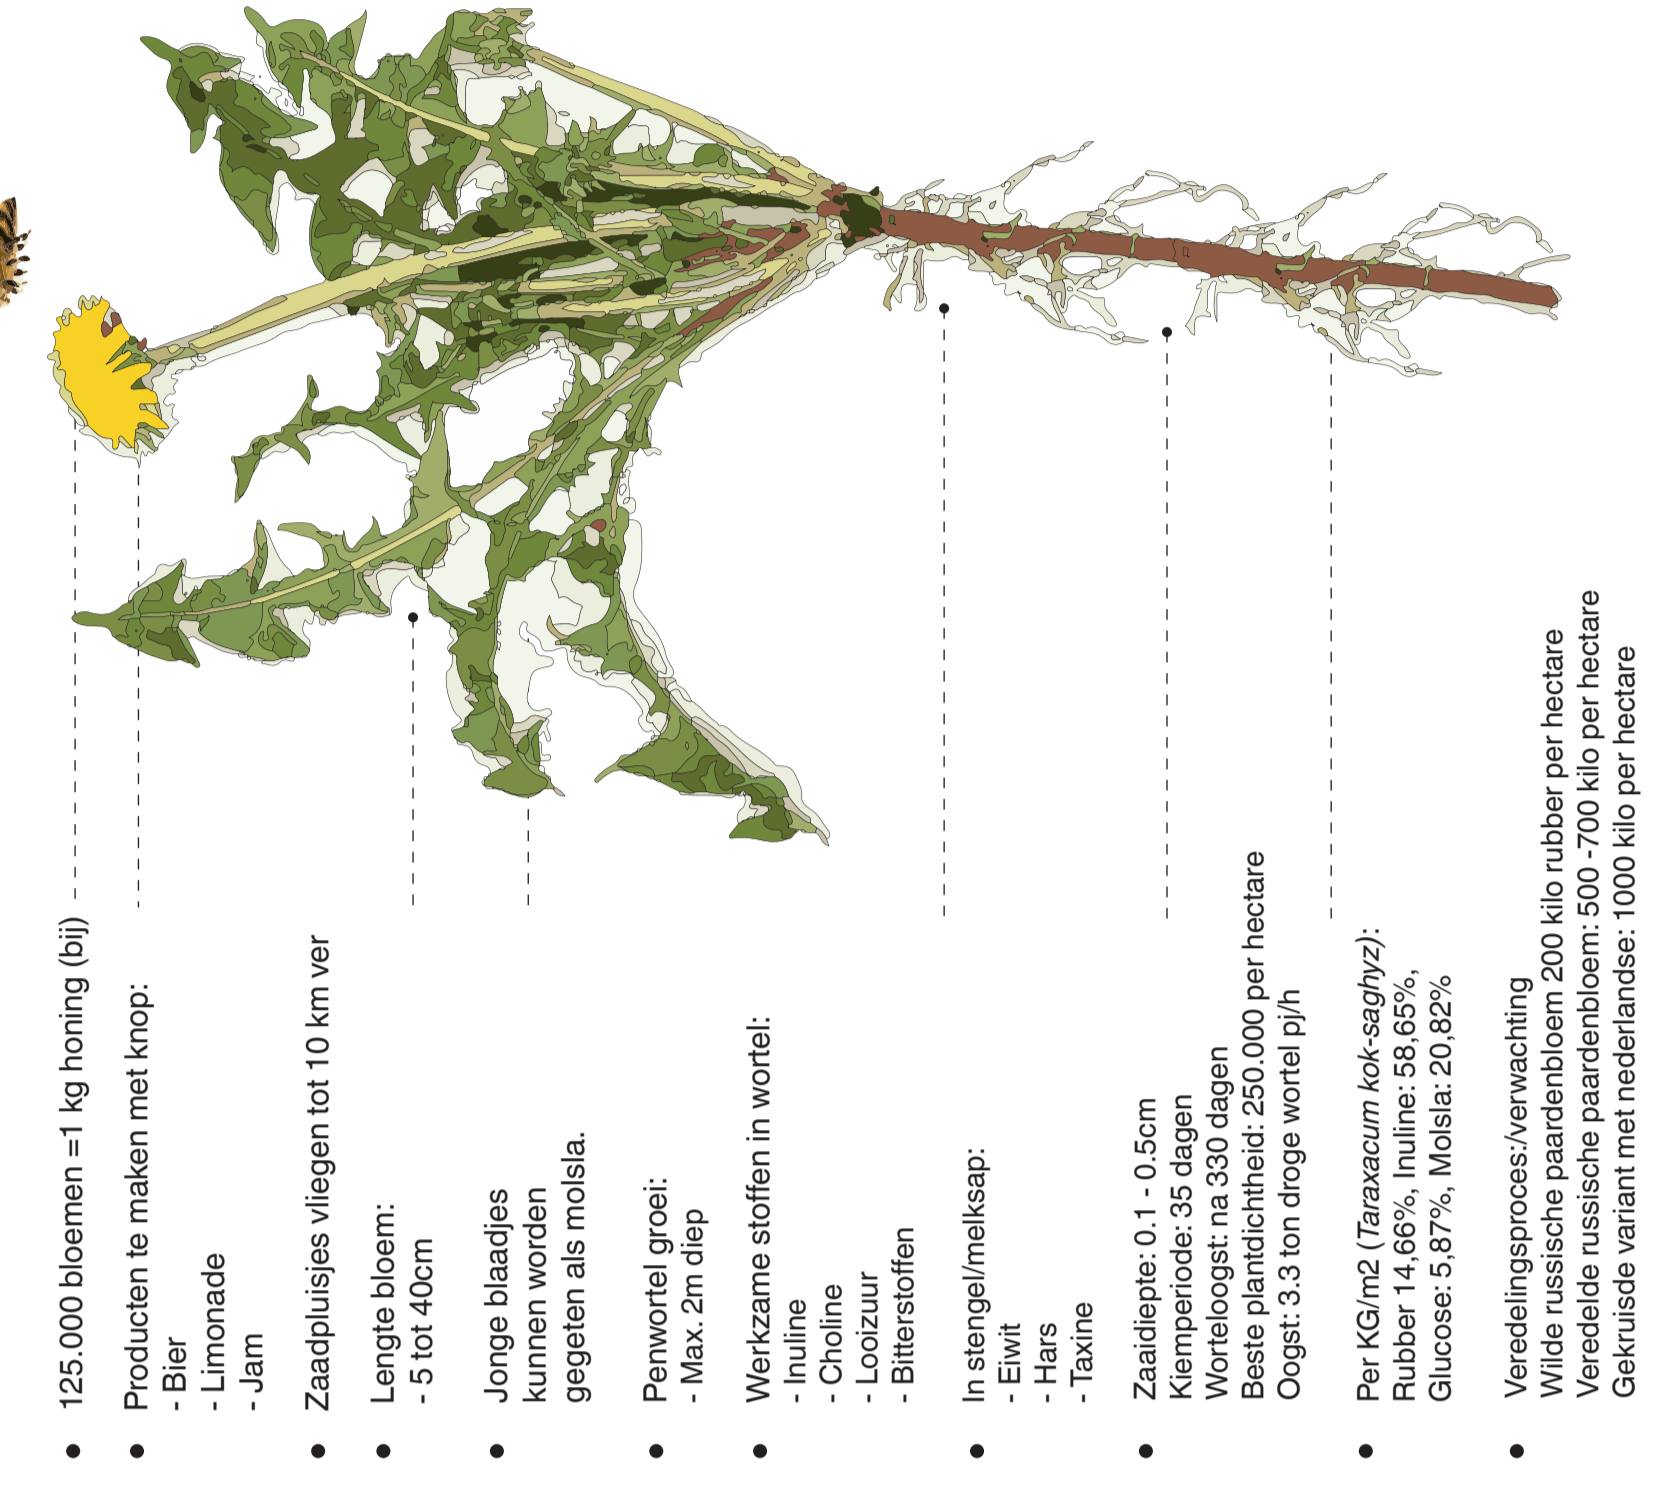 125.000 bloemen =1 kg honing (bij)
Producten te maken met knop:
- Bier
- Limonade
- Jam
Zaadpluisjes vliegen tot 10 km ver
Lengte bloem:
- 5 tot 40cm
Jonge blaadjes
kunnen worden
gegeten als molsla.
Penwortel groei:
- Max. 2m diep
Werkzame stoffen in wortel:
- Inuline
- Choline
- Looizuur
- Bitterstoffen
In stengel/melksap:
- Eiwit
- Hars
- Taxine
Zaaidiepte: 0.1 - 0.5cm
Kiemperiode: 35 dagen
Worteloogst: na 330 dagen
Beste plantdichtheid: 250.000 per hectare
Oogst: 3.3 ton droge wortel pj/h
Per KG/m2 (Taraxacum kok-saghyz):
Rubber 14,66%, Inuline: 58,65%,
Glucose: 5,87%, Molsla: 20,82%
Veredelingsproces:/verwachting
Wilde russische paardenbloem 200 kilo rubber per hectare
Veredelde russische paardenbloem: 500 -700 kilo per hectare
Gekruisde variant met nederlandse: 1000 kilo per hectare